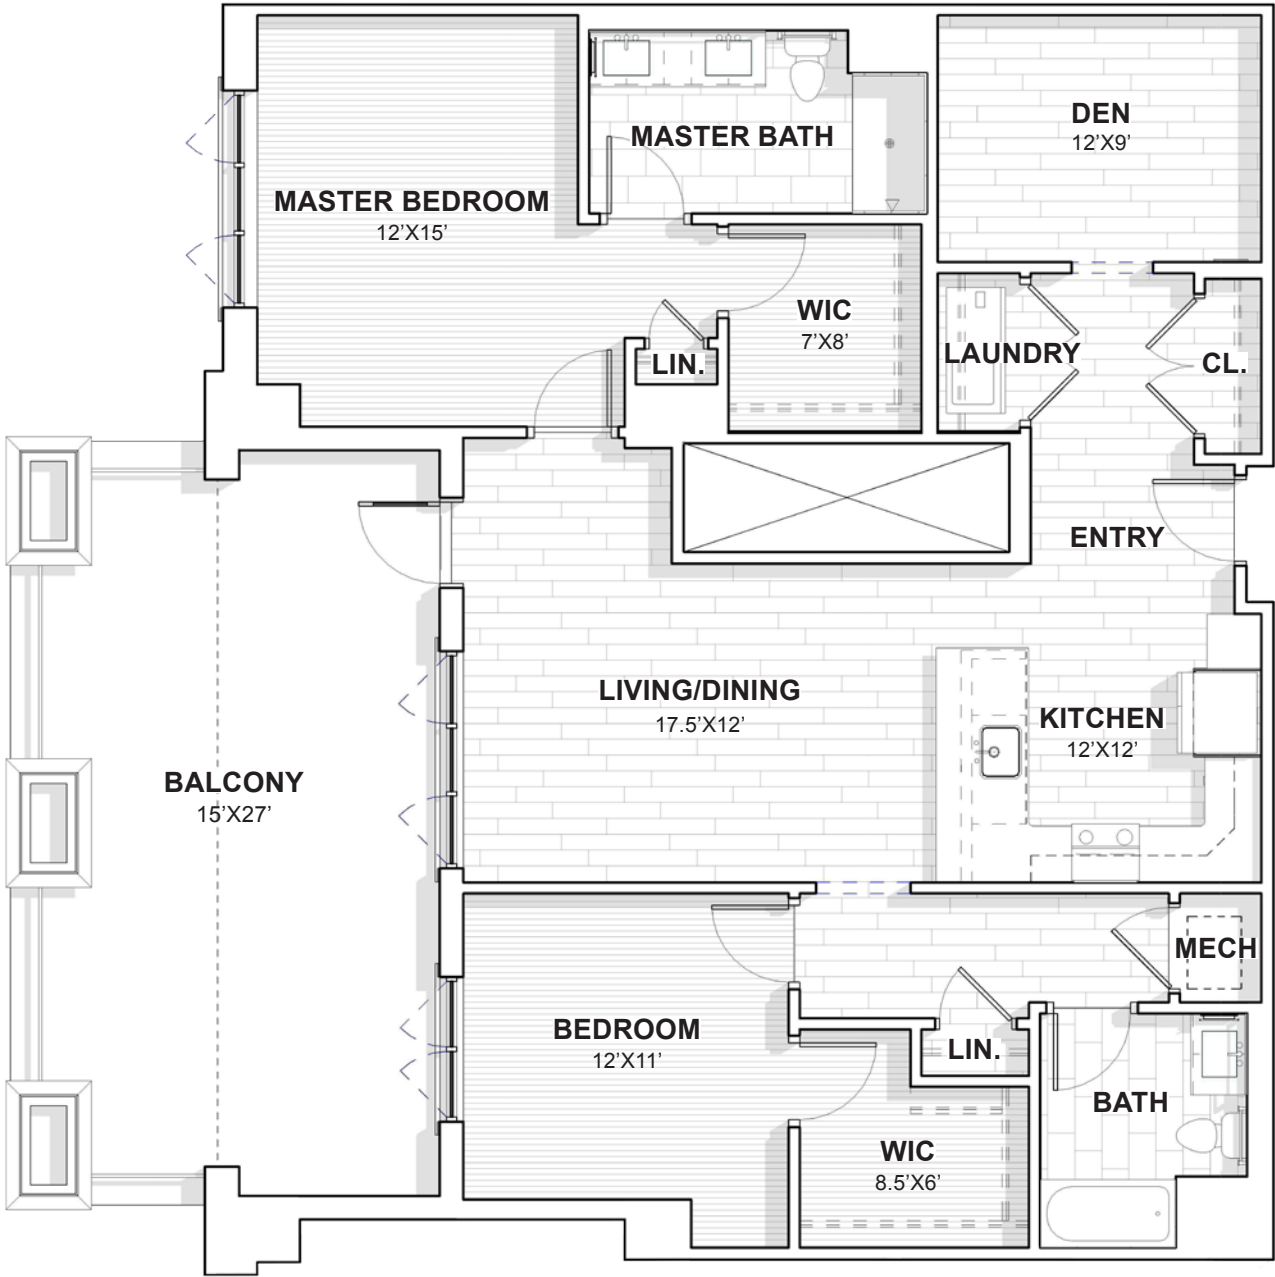 MASTER BATH
DEN
12’X9’
MASTER BEDROOM
12’X15’
WIC
7’X8’
LIN.
LAUNDRY
CL.
ENTRY
LIVING/DINING
17.5’X12’
KITCHEN
12’X12’
BALCONY
15’X27’
MECH
BEDROOM
12’X11’
LIN.
BATH
WIC
8.5’X6’